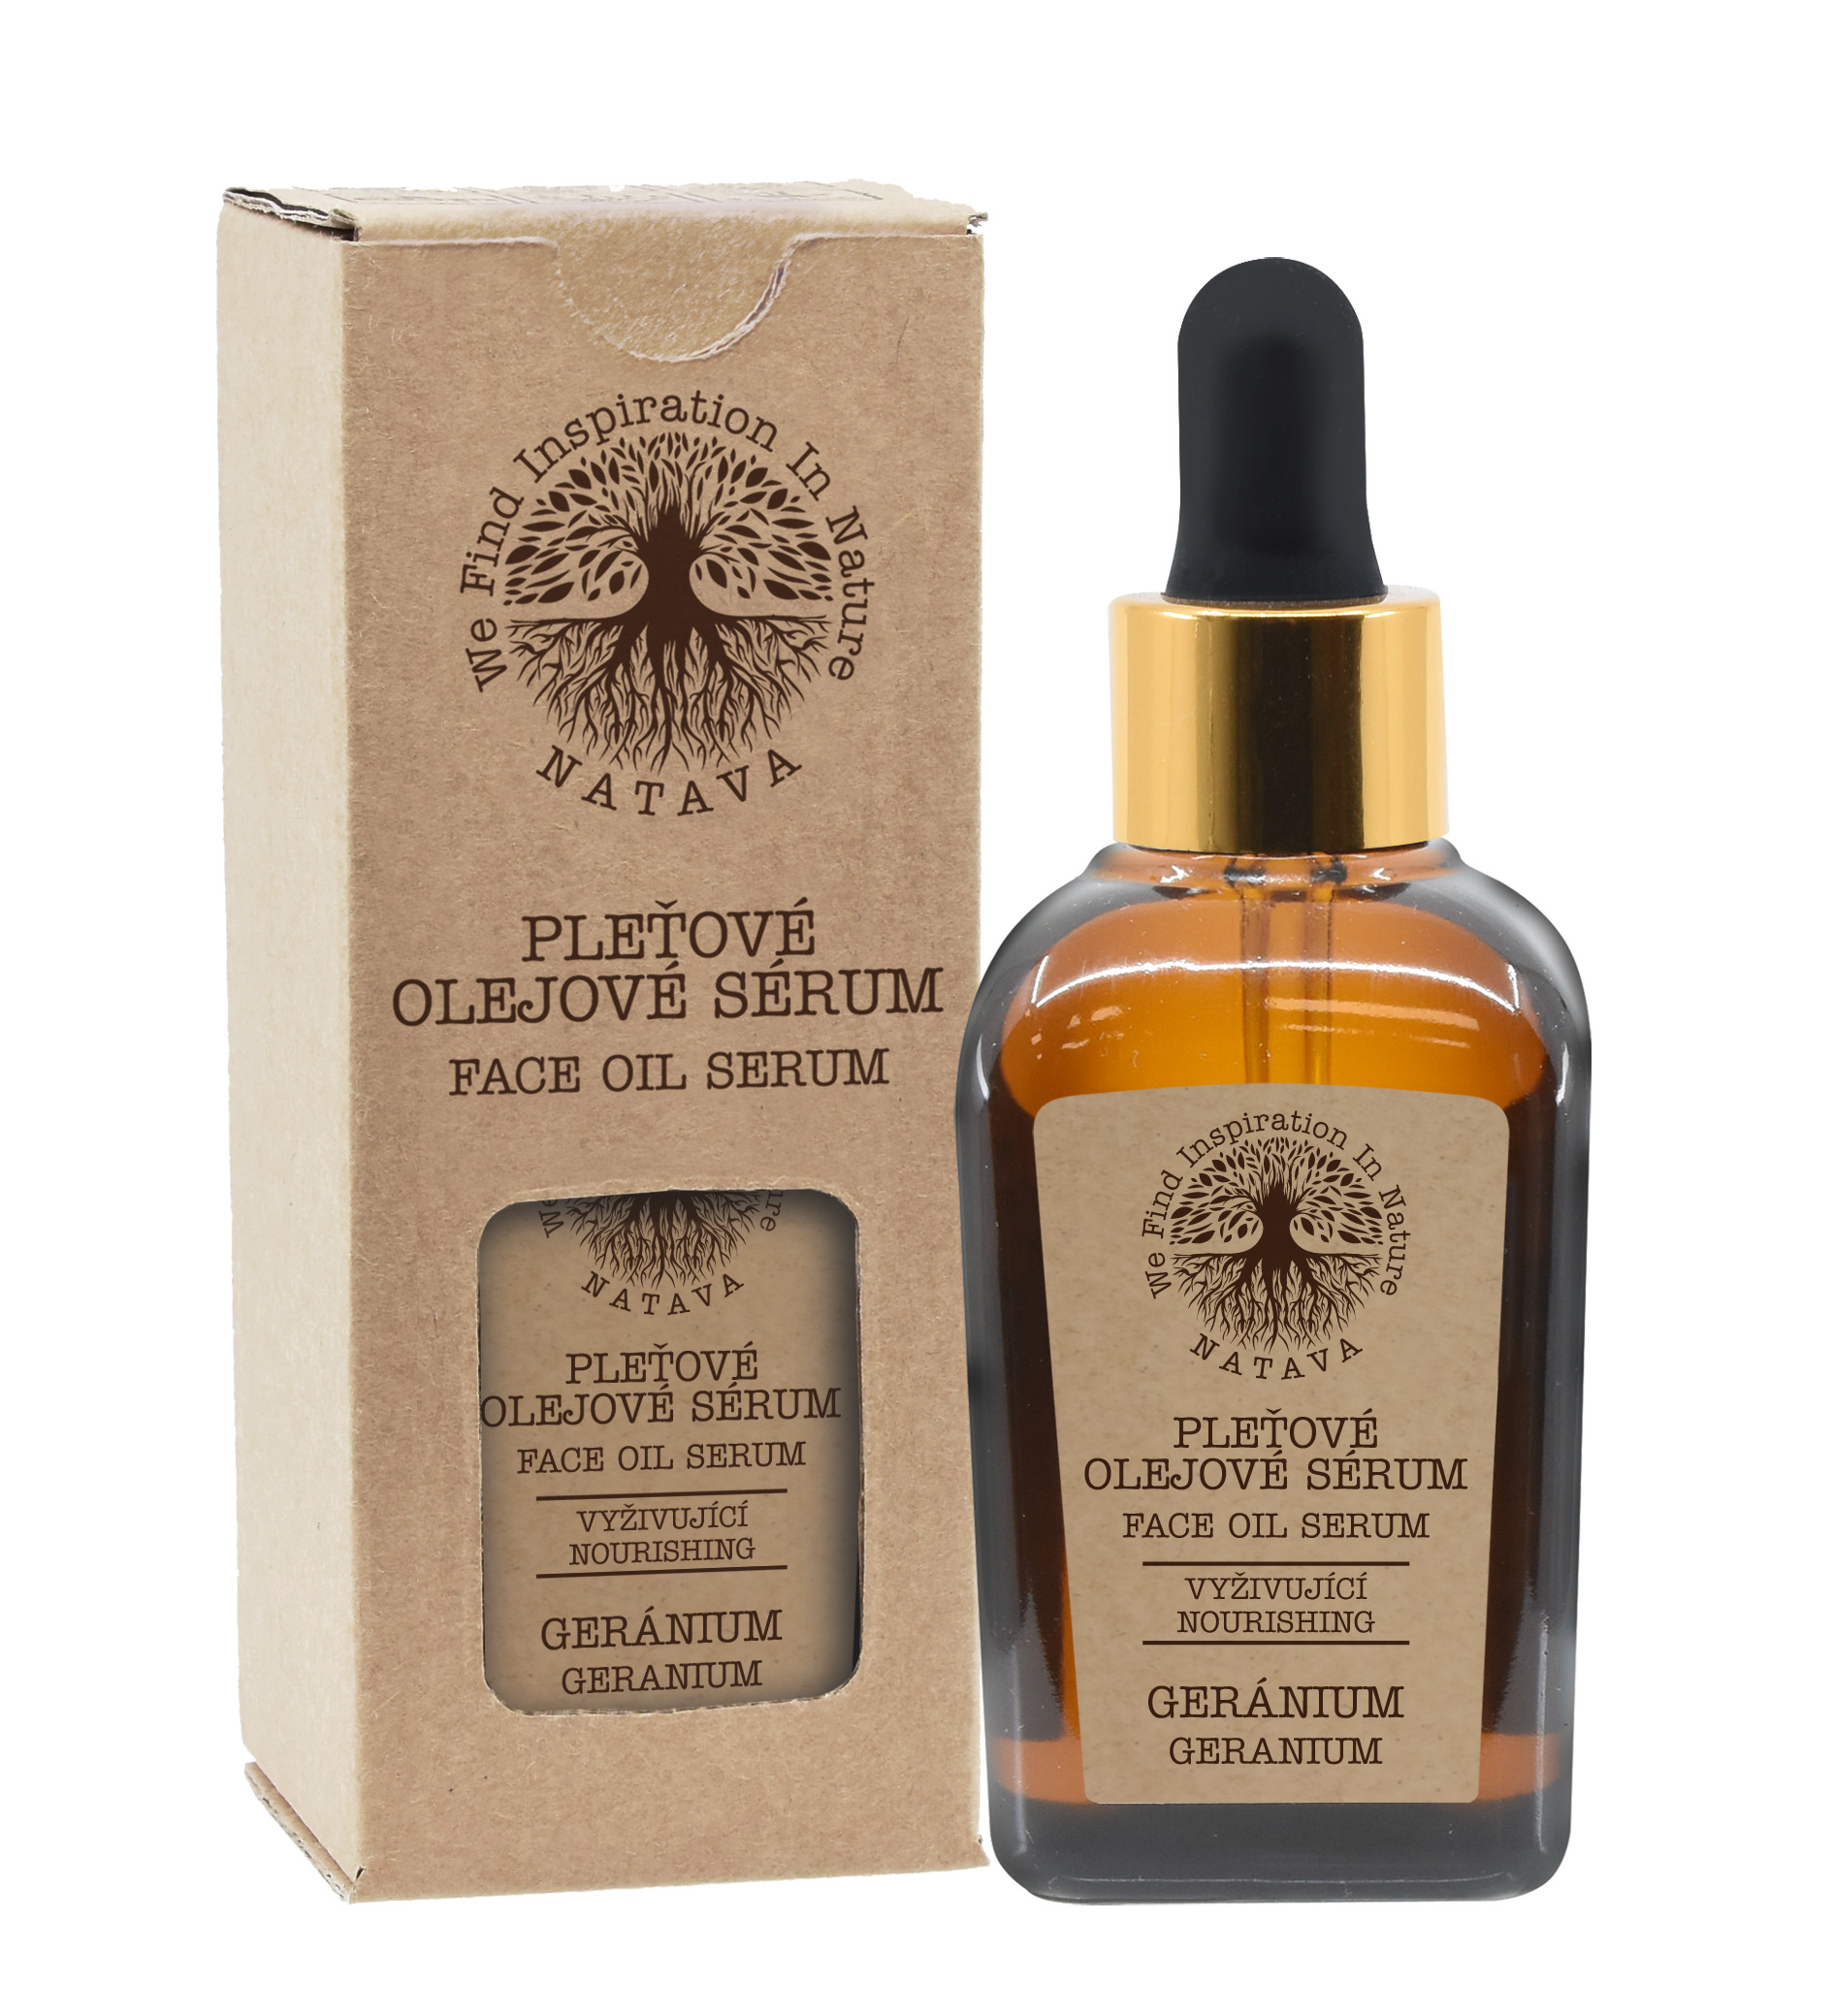 We Find Inspiration In Nature
NATAVA
PLEŤOVÉ
OLEJOVÉ SÉRUM
FACE OIL SERUM
We
ure
NATAVA
PLEŤOVÉ
OLEJOVÉ SÉRUM
FACE OIL SERUM
VYŽIVUJÍCÍ
NOURISHING
GERÁNIUM
GERANIUM
We Find Inspiration In Nature
NATAVA
PLEŤOVÉ
OLEJOVÉ SÉRUM
FACE OIL SERUM
VYŽIVUJÍCÍ
NOURISHING
GERÁNIUM
GERANIUM